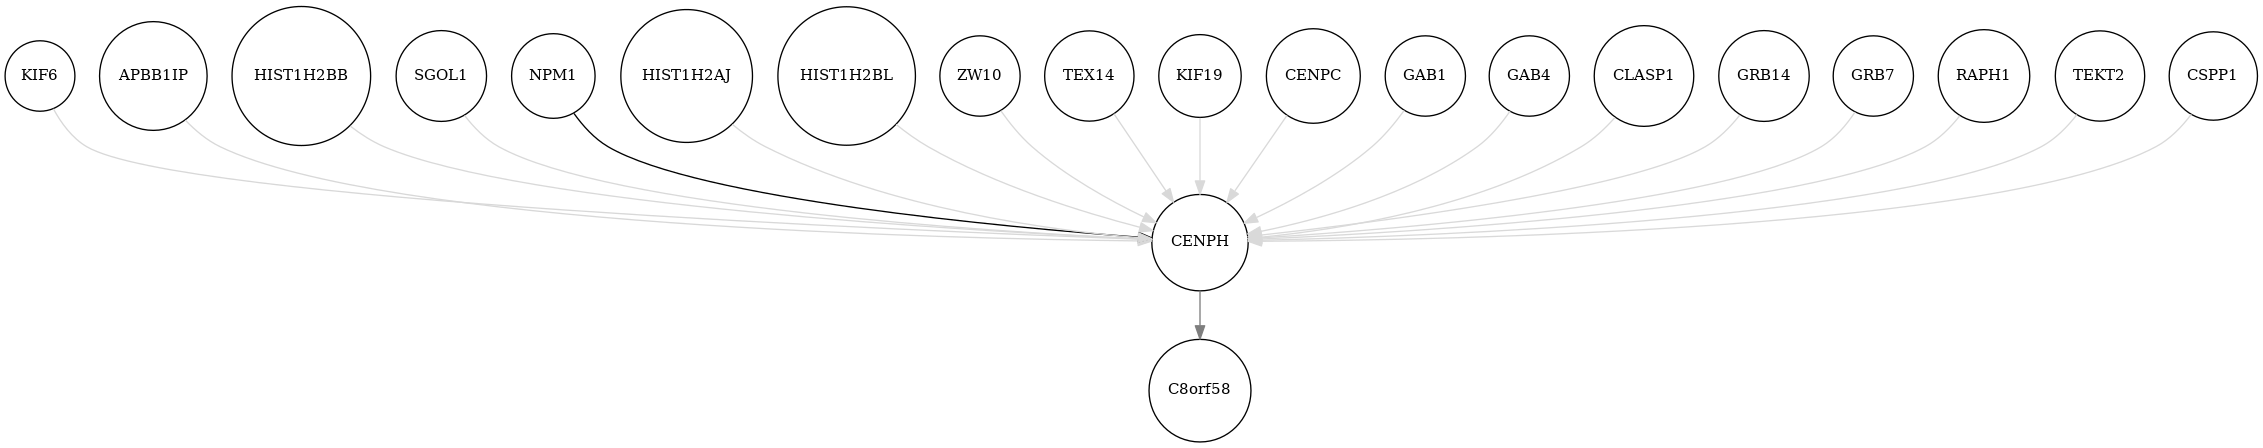 KIF6
APBB1IP
HIST1H2BB
SGOL1
NPM1
HIST1H2AJ
HIST1H2BL
ZW10
TEX14
KIF19
CENPC
GAB1
GAB4
CLASP1
GRB14
GRB7
RAPH1
TEKT2
CSPP1
CENPH
C8orf58